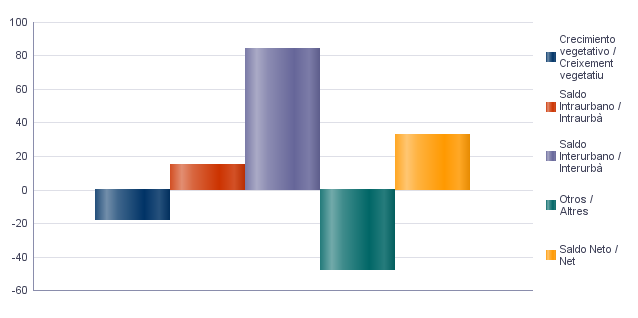 100
80
60
40
20
0
-20
-40
-60
Crecimiento
vegetativo /
Creixement
vegetatiu
Saldo
Intraurbano /
Intraurbà
Saldo
Interurbano /
Interurbà
Otros /
Altres
Saldo Neto /
Net